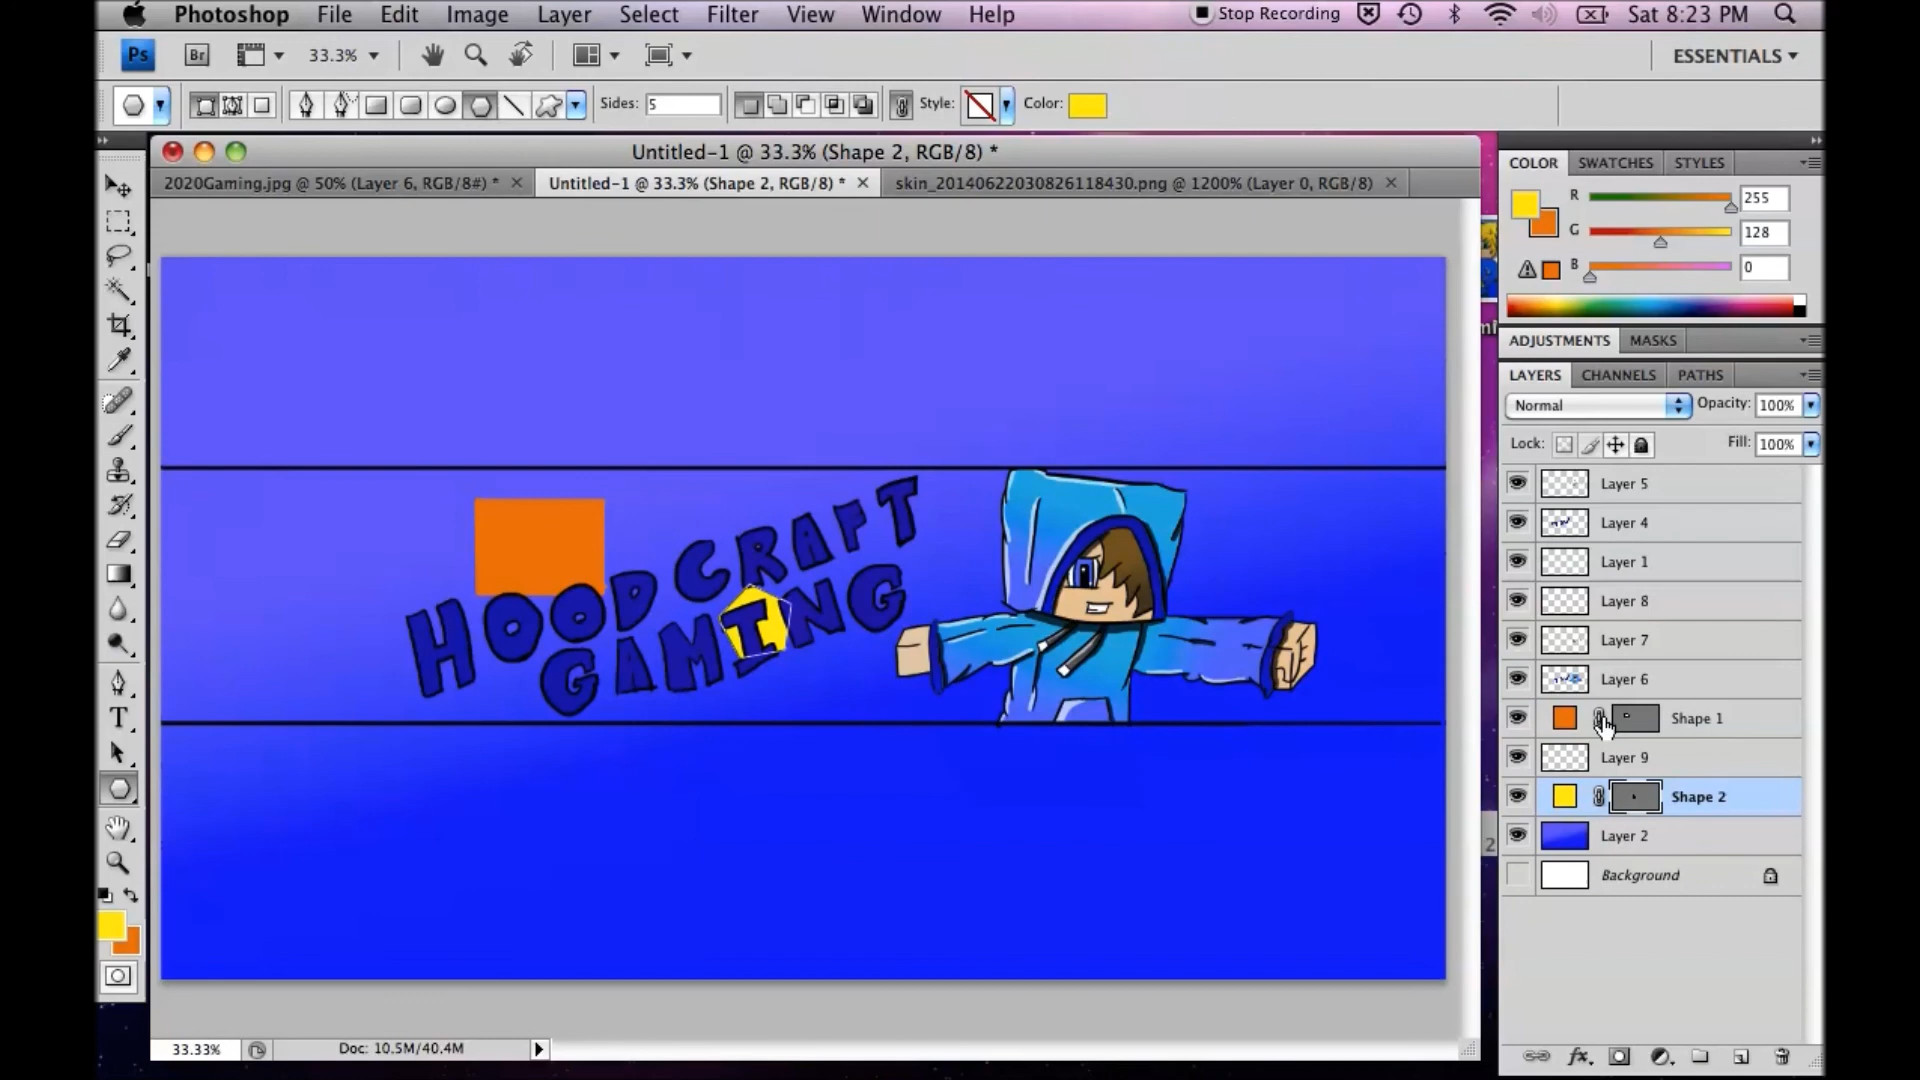 Photoshop File Edit Image Layer Select Filter View Window Help Stop Recording Sat 8:23 PM
Ps Br 33.3% ESSENTIALS
Sides: 5 Style: Color:
Untitled-1 @ 33.3% (Shape 2, RGB/8) *
2020Gaming.jpg @ 50% (Layer 6, RGB/8#) * Untitled-1 @ 33.3% (Shape 2, RGB/8) * skin_20140622030826118430.png @ 1200% (Layer 0, RGB/8)
COLOR SWATCHES STYLES
R 255
G 128
B 0
ADJUSTMENTS MASKS
LAYERS CHANNELS PATHS
Normal Opacity: 100%
Lock: Fill: 100%
Layer 5
Layer 4
Layer 1
Layer 8
Layer 7
Layer 6
Shape 1
Layer 9
Shape 2
Layer 2
Background
HOODCRAFT
GAMING
T
2
33.33% Doc: 10.5M/40.4M
fx